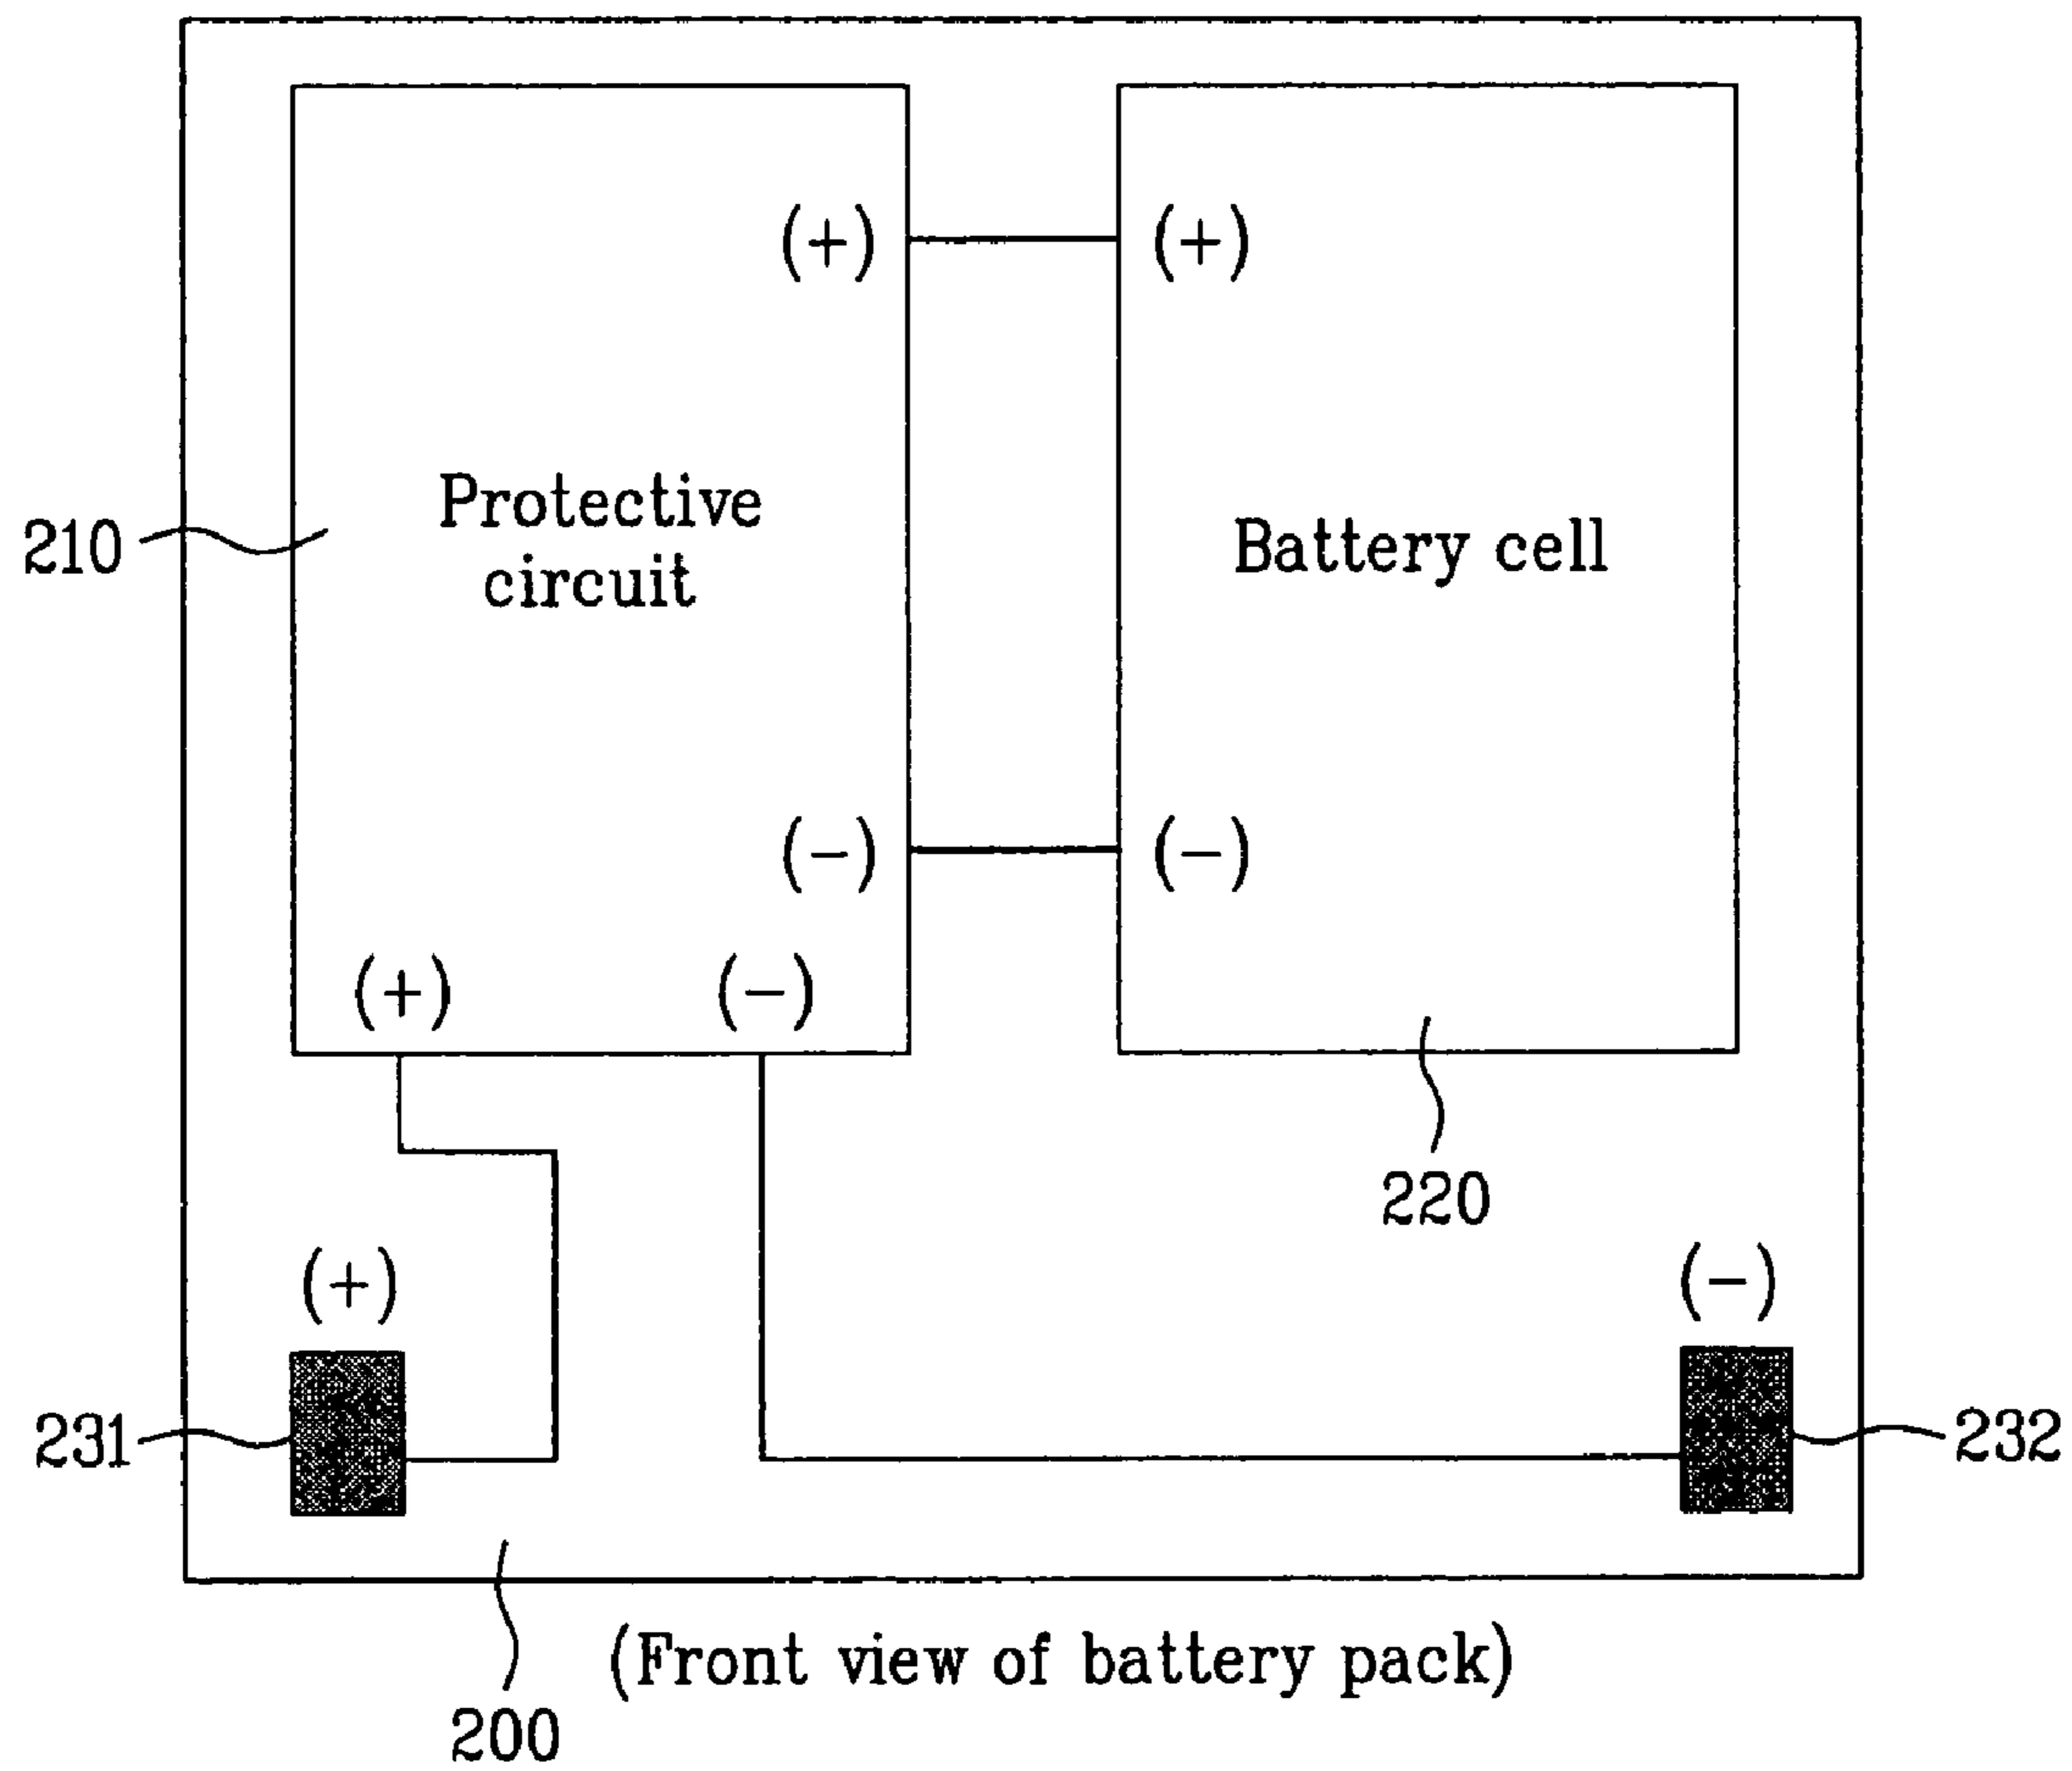 (+) (+)
Protective
circuit
Battery cell
210
(-) (-)
(+) (-)
220
(+) (-)
231
232
(Front view of battery pack)
200